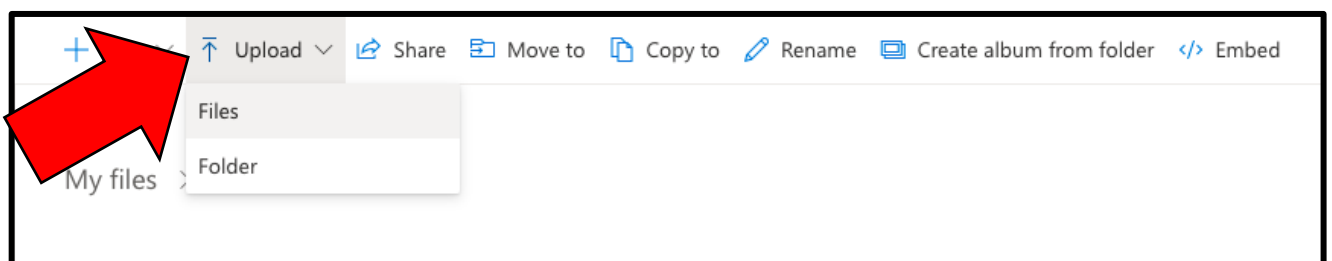 Upload Share Move to Copy to Rename Create album from folder </> Embed
Files
Folder
My files >